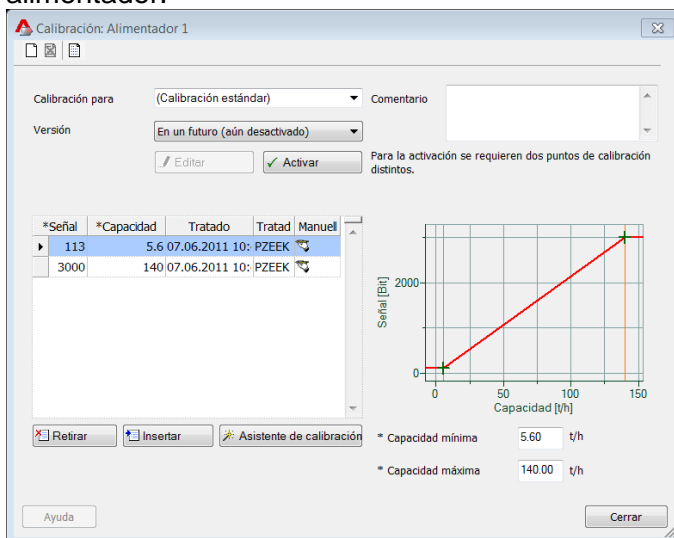 alimentador.
Calibración: Alimentador 1
Calibración para (Calibración estándar) Comentario
Versión En un futuro (aún desactivado)
Editar Activar
Para la activación se requieren dos puntos de calibración
distintos.
*Señal *Capacidad Tratado Tratad Manuell
113 5.6 07.06.2011 10: PZEEK
3000 140 07.06.2011 10: PZEEK
Señal [Bit]
2000
0
0 50 100 150
Capacidad [t/h]
Retirar Insertar Asistente de calibración
* Capacidad mínima 5.60 t/h
* Capacidad máxima 140.00 t/h
Ayuda Cerrar